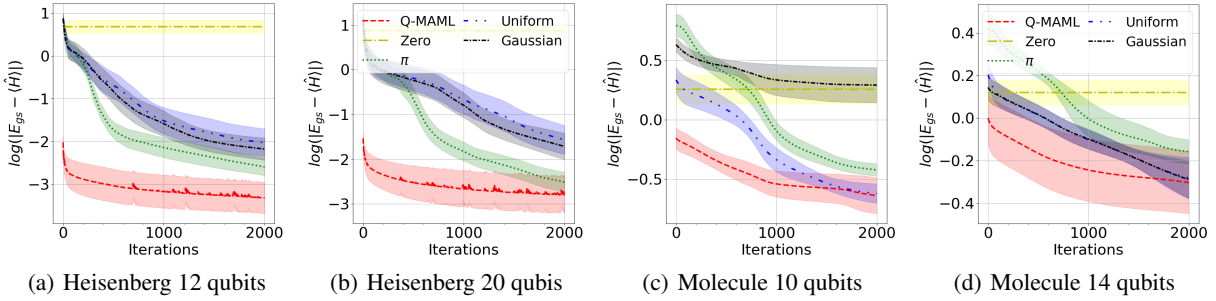 log(|E_gs − ⟨Ĥ⟩|)
1
0
−1
−2
−3
0
1000
2000
Iterations
(a) Heisenberg 12 qubits
log(|E_gs − ⟨Ĥ⟩|)
1
0
−1
−2
−3
0
1000
2000
Iterations
(b) Heisenberg 20 qubis
log(|E_gs − ⟨Ĥ⟩|)
0.5
0.0
−0.5
0
1000
2000
Iterations
(c) Molecule 10 qubits
Q-MAML
Zero
π
Uniform
Gaussian
log(|E_gs − ⟨Ĥ⟩|)
0.4
0.2
0.0
−0.2
−0.4
0
1000
2000
Iterations
(d) Molecule 14 qubits
Q-MAML
Zero
π
Uniform
Gaussian